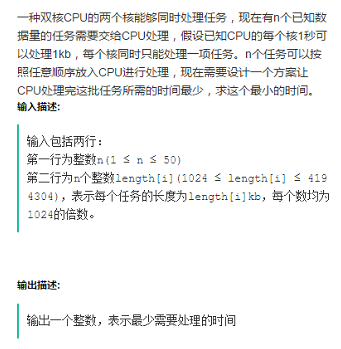 一种双核CPU的两个核能够同时处理任务，现在有n个已知数
据量的任务需要交给CPU处理，假设已知CPU的每个核1秒可
以处理1kb，每个核同时只能处理一项任务。n个任务可以按
照任意顺序放入CPU进行处理，现在需要设计一个方案让
CPU处理完这批任务所需的时间最少，求这个最小的时间。
输入描述:
输入包括两行：
第一行为整数n(1 ≤ n ≤ 50)
第二行为n个整数length[i](1024 ≤ length[i] ≤ 419
4304)，表示每个任务的长度为length[i]kb，每个数均为
1024的倍数。
输出描述:
输出一个整数，表示最少需要处理的时间